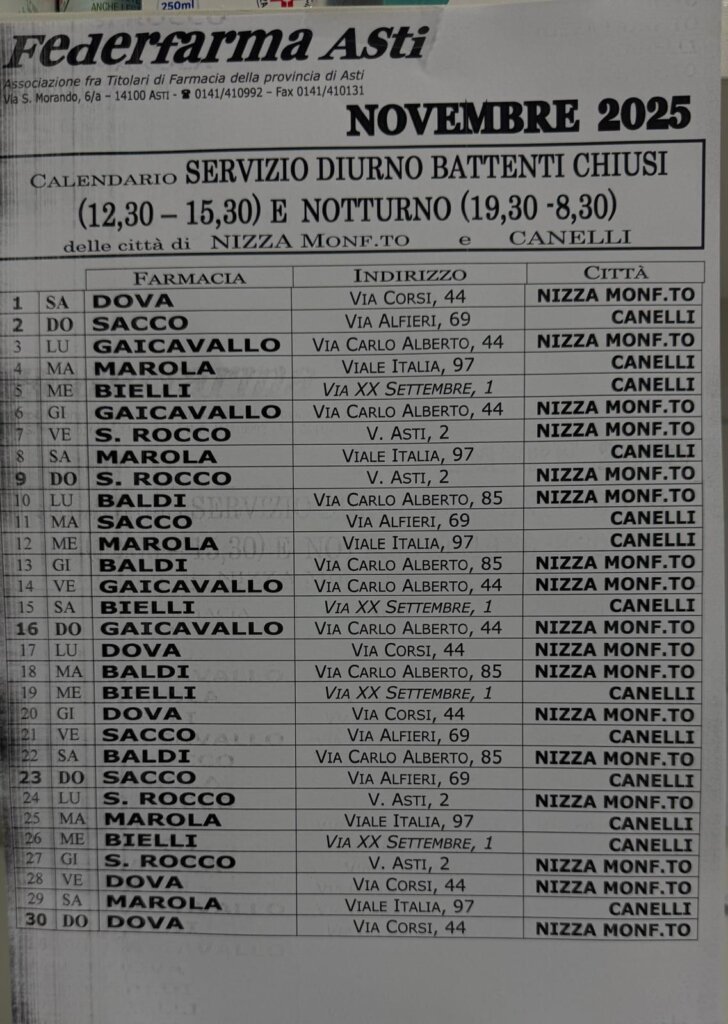 ANCHE LE
250ml
Federfarma Asti
Associazione fra Titolari di Farmacia della provincia di Asti
Via S. Morando, 6/a – 14100 ASTI - ☎ 0141/410992 – Fax 0141/410131
NOVEMBRE 2025
CALENDARIO SERVIZIO DIURNO BATTENTI CHIUSI
(12,30 – 15,30) E NOTTURNO (19,30 -8,30)
delle città di NIZZA MONF.TO e CANELLI
FARMACIA INDIRIZZO CITTÀ
1 SA DOVA VIA CORSI, 44 NIZZA MONF.TO
2 DO SACCO VIA ALFIERI, 69 CANELLI
3 LU GAICAVALLO VIA CARLO ALBERTO, 44 NIZZA MONF.TO
4 MA MAROLA VIALE ITALIA, 97 CANELLI
5 ME BIELLI VIA XX SETTEMBRE, 1 CANELLI
6 GI GAICAVALLO VIA CARLO ALBERTO, 44 NIZZA MONF.TO
7 VE S. ROCCO V. ASTI, 2 NIZZA MONF.TO
8 SA MAROLA VIALE ITALIA, 97 CANELLI
9 DO S. ROCCO V. ASTI, 2 NIZZA MONF.TO
10 LU BALDI VIA CARLO ALBERTO, 85 NIZZA MONF.TO
11 MA SACCO VIA ALFIERI, 69 CANELLI
12 ME MAROLA VIALE ITALIA, 97 CANELLI
13 GI BALDI VIA CARLO ALBERTO, 85 NIZZA MONF.TO
14 VE GAICAVALLO VIA CARLO ALBERTO, 44 NIZZA MONF.TO
15 SA BIELLI VIA XX SETTEMBRE, 1 CANELLI
16 DO GAICAVALLO VIA CARLO ALBERTO, 44 NIZZA MONF.TO
17 LU DOVA VIA CORSI, 44 NIZZA MONF.TO
18 MA BALDI VIA CARLO ALBERTO, 85 NIZZA MONF.TO
19 ME BIELLI VIA XX SETTEMBRE, 1 CANELLI
20 GI DOVA VIA CORSI, 44 NIZZA MONF.TO
21 VE SACCO VIA ALFIERI, 69 CANELLI
22 SA BALDI VIA CARLO ALBERTO, 85 NIZZA MONF.TO
23 DO SACCO VIA ALFIERI, 69 CANELLI
24 LU S. ROCCO V. ASTI, 2 NIZZA MONF.TO
25 MA MAROLA VIALE ITALIA, 97 CANELLI
26 ME BIELLI VIA XX SETTEMBRE, 1 CANELLI
27 GI S. ROCCO V. ASTI, 2 NIZZA MONF.TO
28 VE DOVA VIA CORSI, 44 NIZZA MONF.TO
29 SA MAROLA VIALE ITALIA, 97 CANELLI
30 DO DOVA VIA CORSI, 44 NIZZA MONF.TO